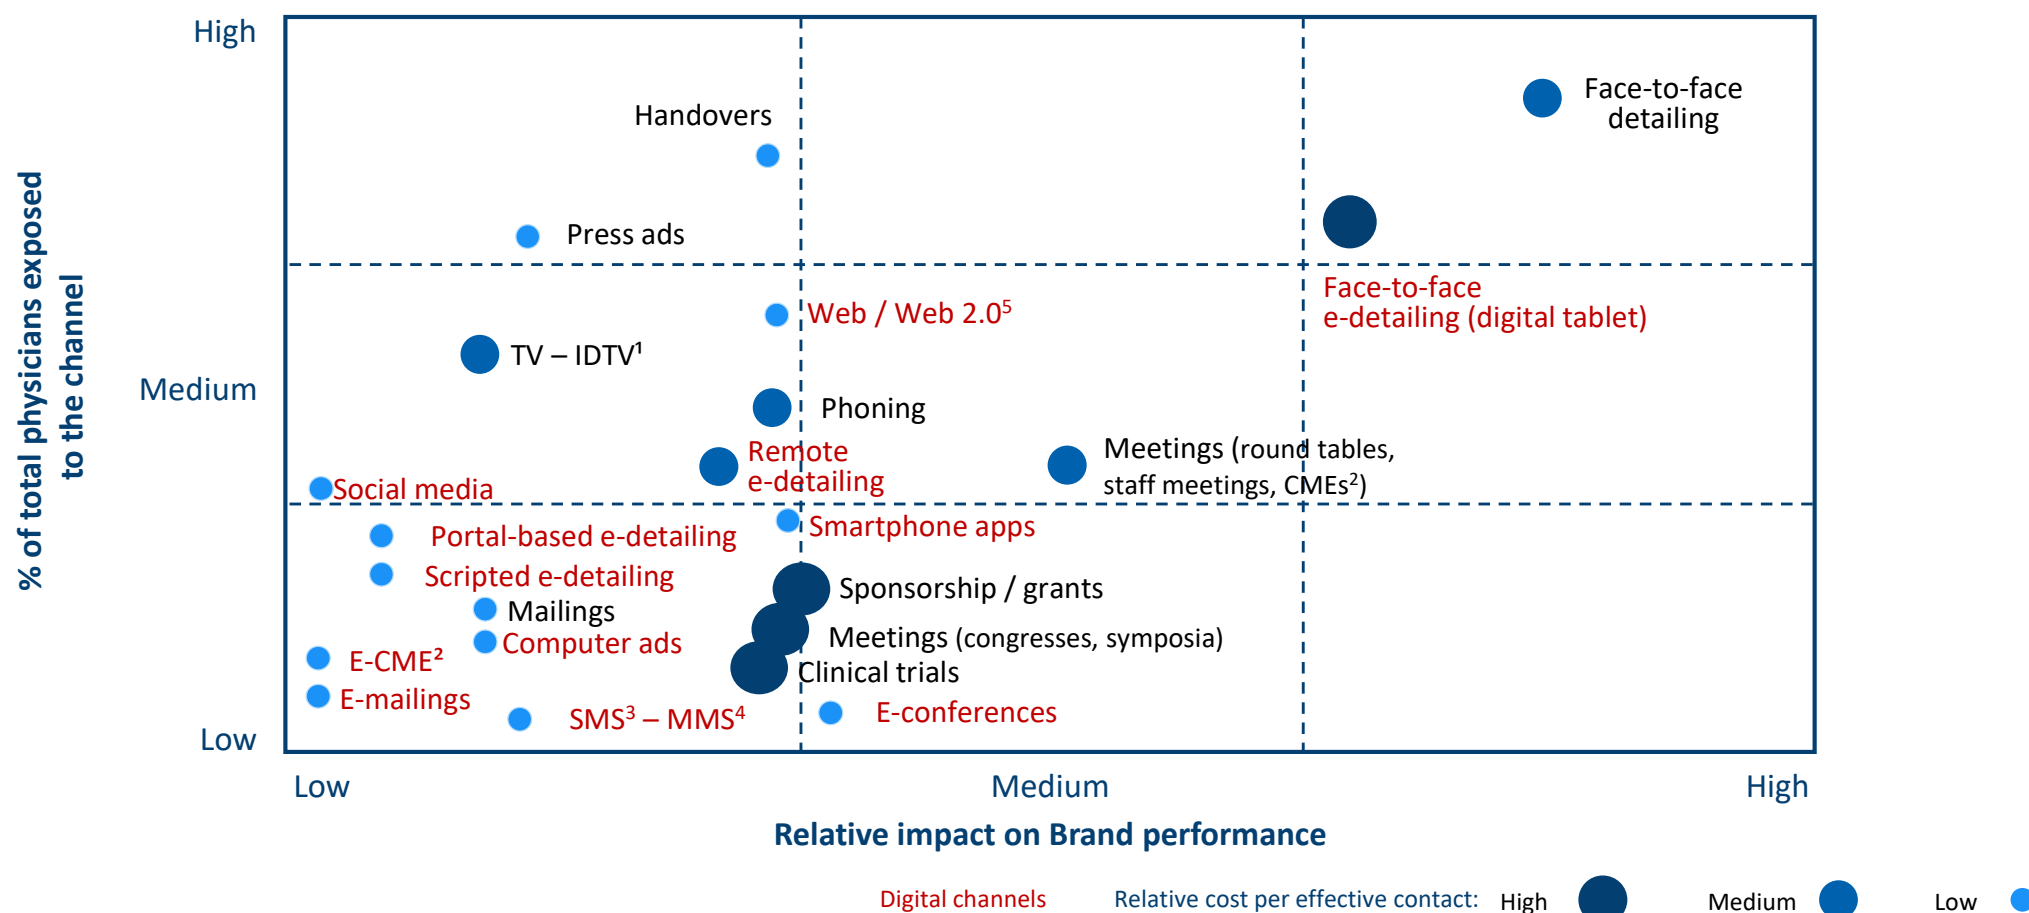 High
Face-to-face
detailing
Handovers
Press ads
Face-to-face
e-detailing (digital tablet)
Web / Web 2.0⁵
TV – IDTV¹
% of total physicians exposed
to the channel
Medium
Phoning
Remote
e-detailing
Meetings (round tables,
staff meetings, CMEs²)
Social media
Smartphone apps
Portal-based e-detailing
Scripted e-detailing
Sponsorship / grants
Mailings
Meetings (congresses, symposia)
Computer ads
E-CME²
Clinical trials
E-mailings
SMS³ – MMS⁴
E-conferences
Low
Low Medium High
Relative impact on Brand performance
Digital channels Relative cost per effective contact: High Medium Low